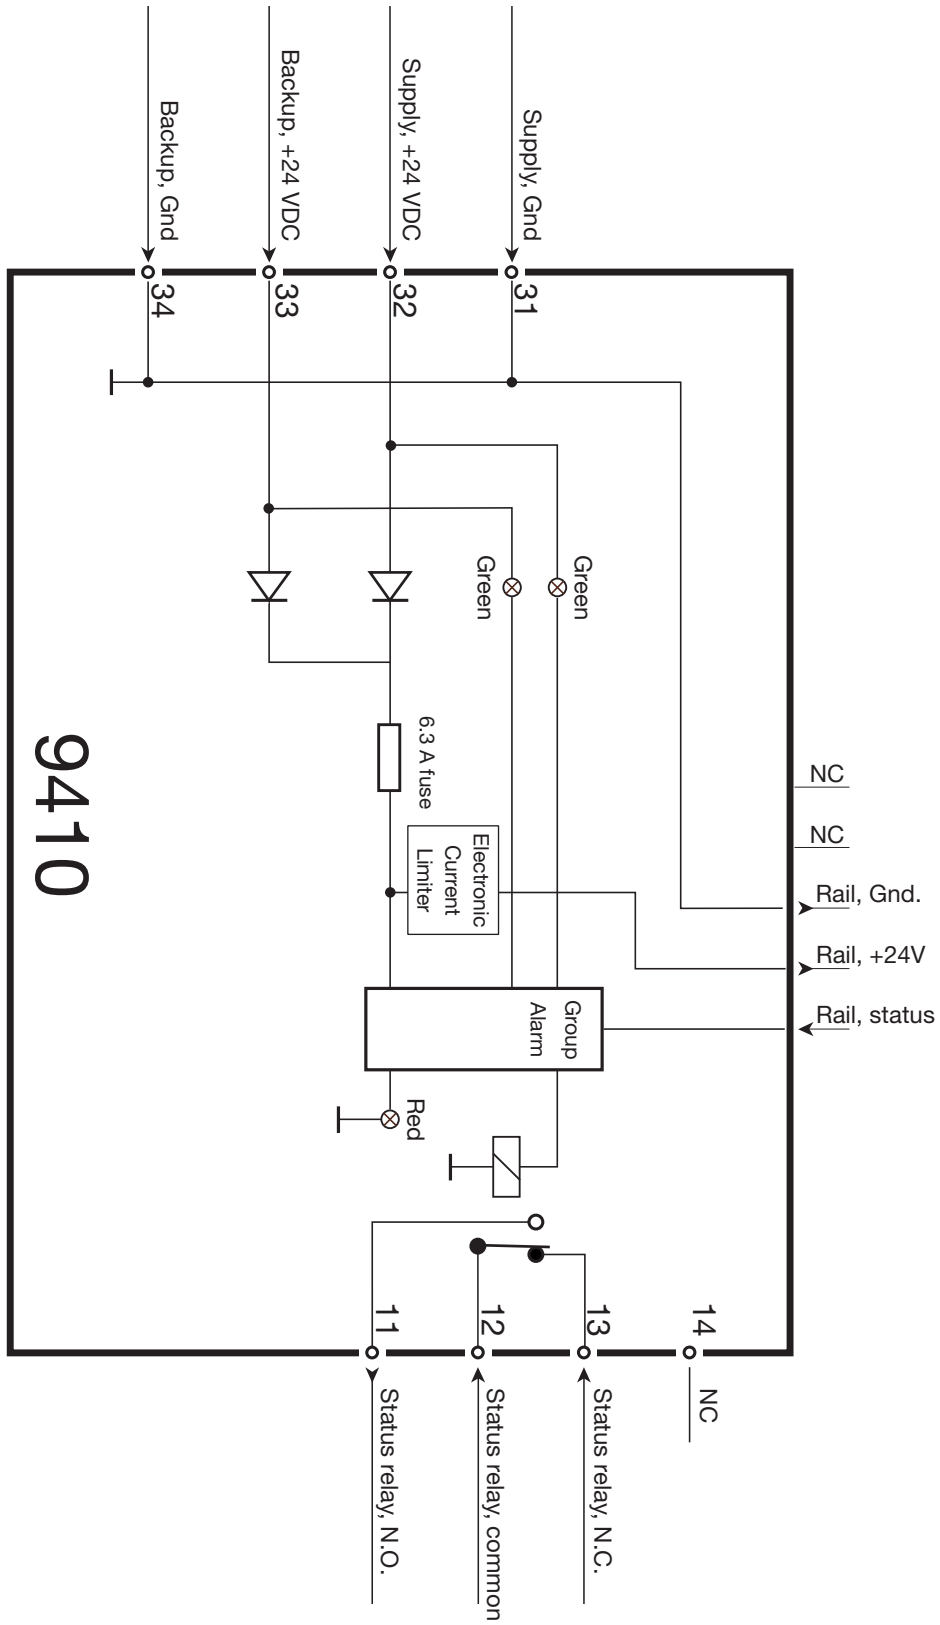 Supply, Gnd
Supply, +24 VDC
Backup, +24 VDC
Backup, Gnd
31
32
33
34
Green
Green
6.3 A fuse
Electronic
Current
Limiter
Group
Alarm
Red
9410
NC
NC
Rail, Gnd.
Rail, +24V
Rail, status
14
13
12
11
NC
Status relay, N.C.
Status relay, common
Status relay, N.O.